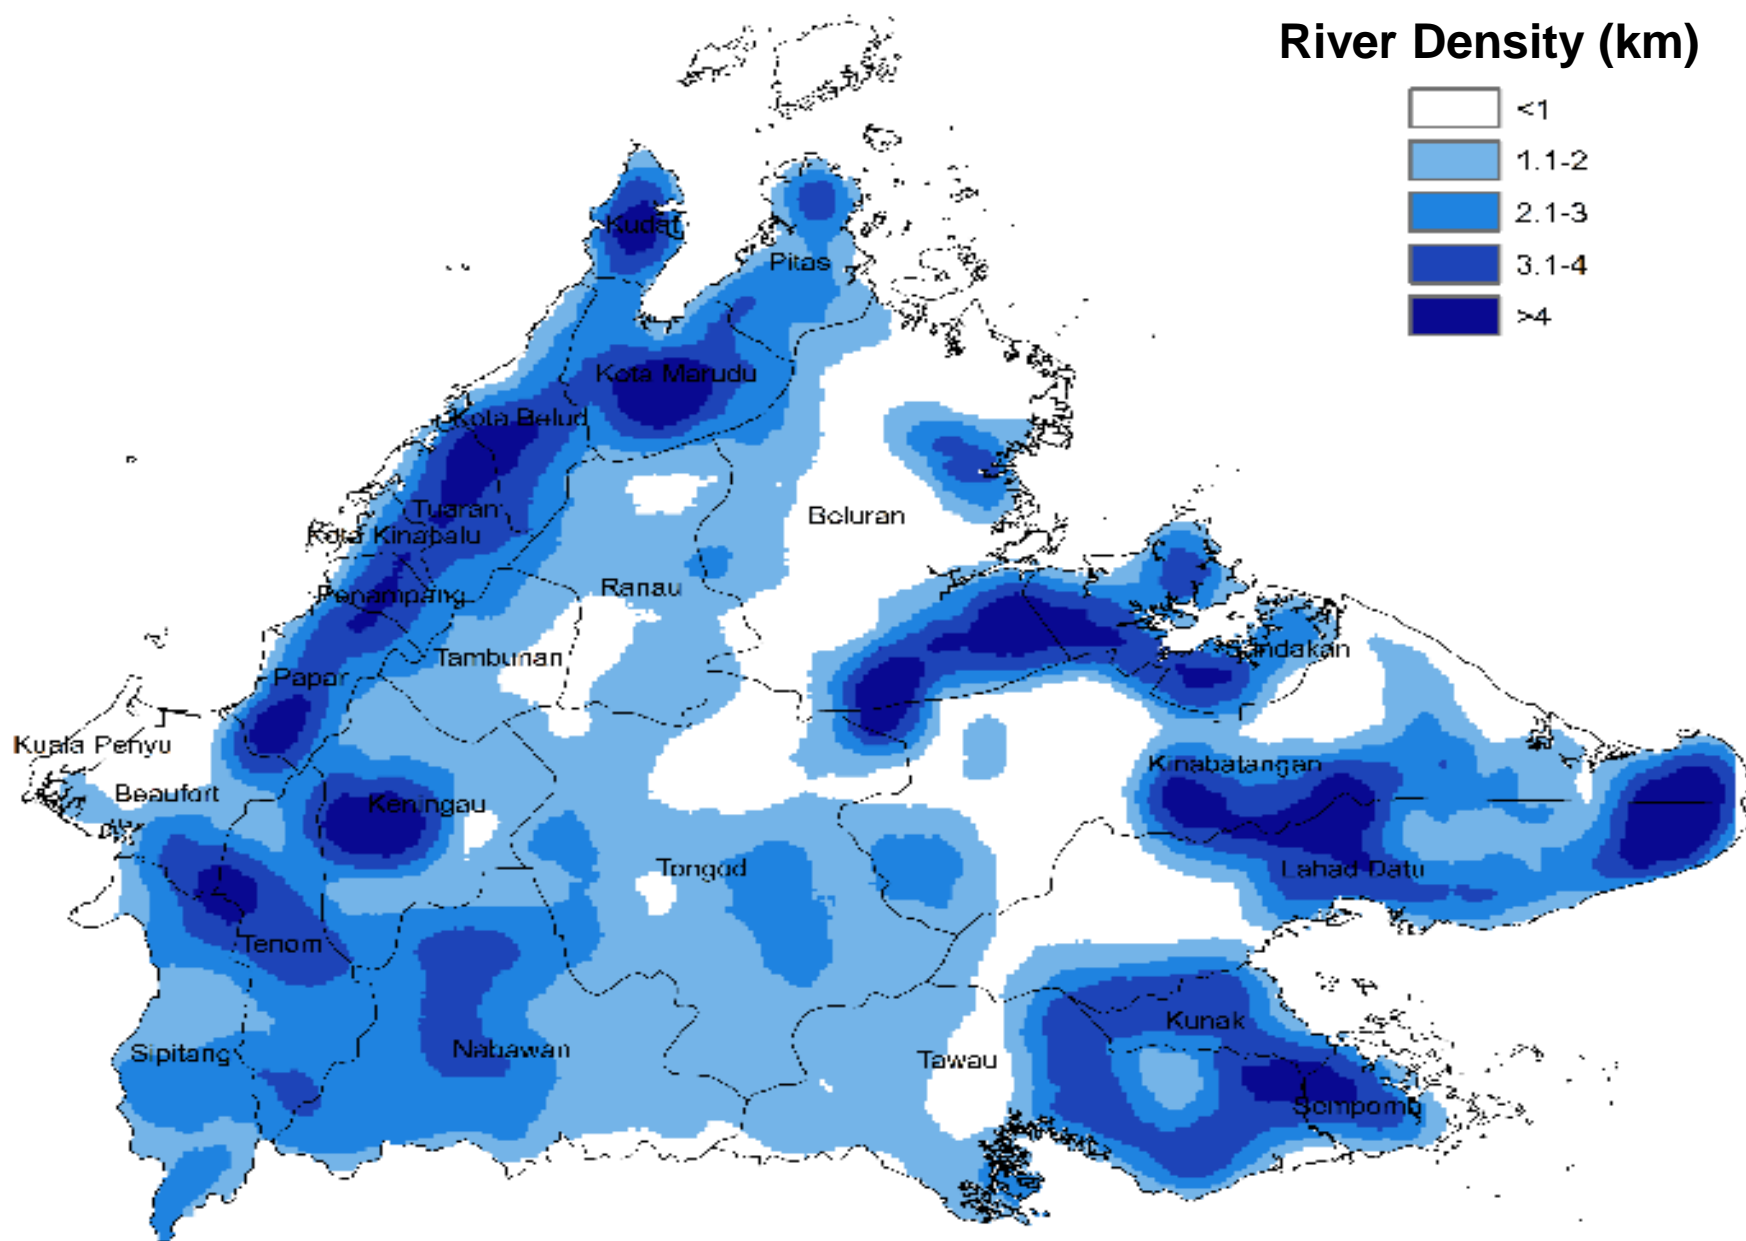 River Density (km)
<1
1.1-2
2.1-3
3.1-4
>4
Kudat
Pitas
Kota Marudu
Kota Belud
Tuaran
Kota Kinabalu
Beluran
Ranau
Penampang
Tambunan
Sandakan
Papar
Kuala Penyu
Kinabatangan
Beaufort
Keningau
Tongod
Lahad Datu
Tenom
Kunak
Sipitang
Nabawan
Tawau
Semporna